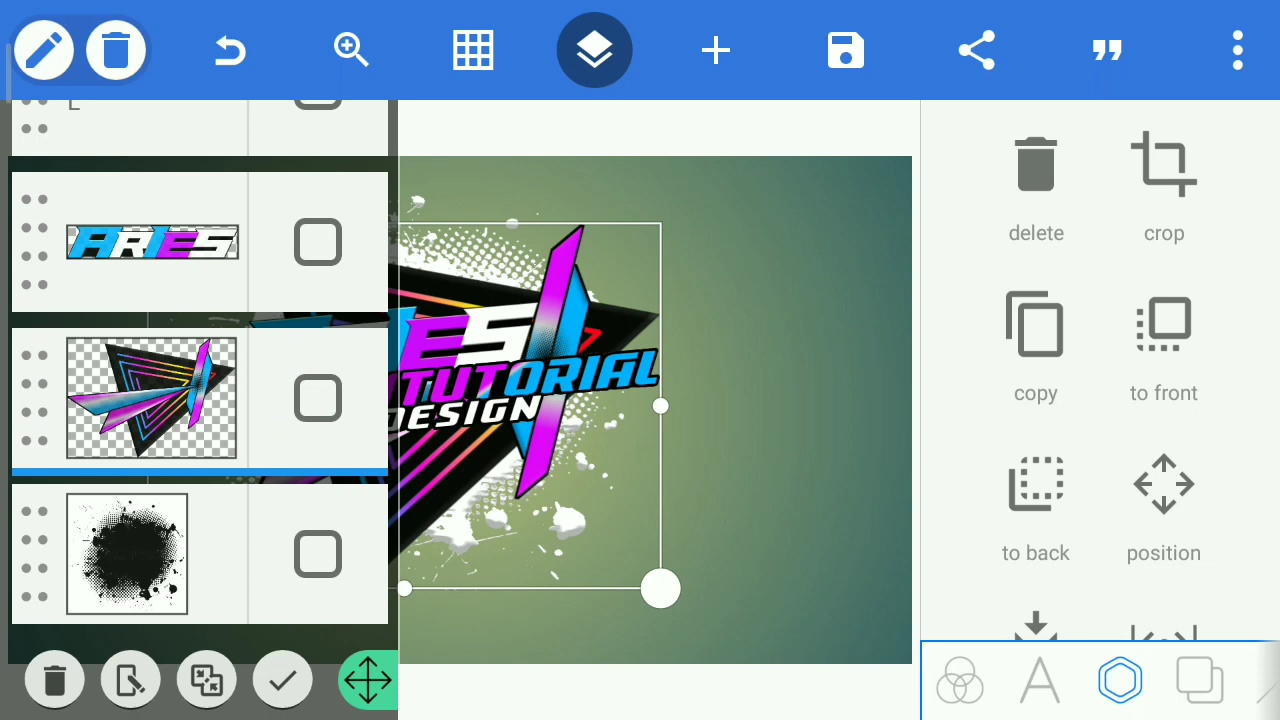 L
ARIES
ES
TUTORIAL
DESIGN
delete
crop
copy
to front
to back
position